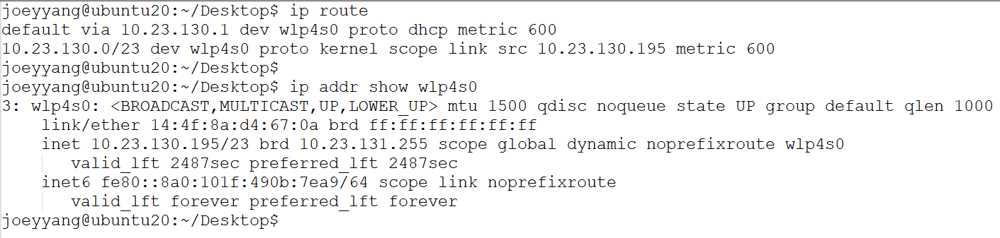 joeyyang@ubuntu20:~/Desktop$ ip route
default via 10.23.130.1 dev wlp4s0 proto dhcp metric 600
10.23.130.0/23 dev wlp4s0 proto kernel scope link src 10.23.130.195 metric 600
joeyyang@ubuntu20:~/Desktop$
joeyyang@ubuntu20:~/Desktop$ ip addr show wlp4s0
3: wlp4s0: <BROADCAST,MULTICAST,UP,LOWER_UP> mtu 1500 qdisc noqueue state UP group default qlen 1000
    link/ether 14:4f:8a:d4:67:0a brd ff:ff:ff:ff:ff:ff
    inet 10.23.130.195/23 brd 10.23.131.255 scope global dynamic noprefixroute wlp4s0
       valid_lft 2487sec preferred_lft 2487sec
    inet6 fe80::8a0:101f:490b:7ea9/64 scope link noprefixroute
       valid_lft forever preferred_lft forever
joeyyang@ubuntu20:~/Desktop$